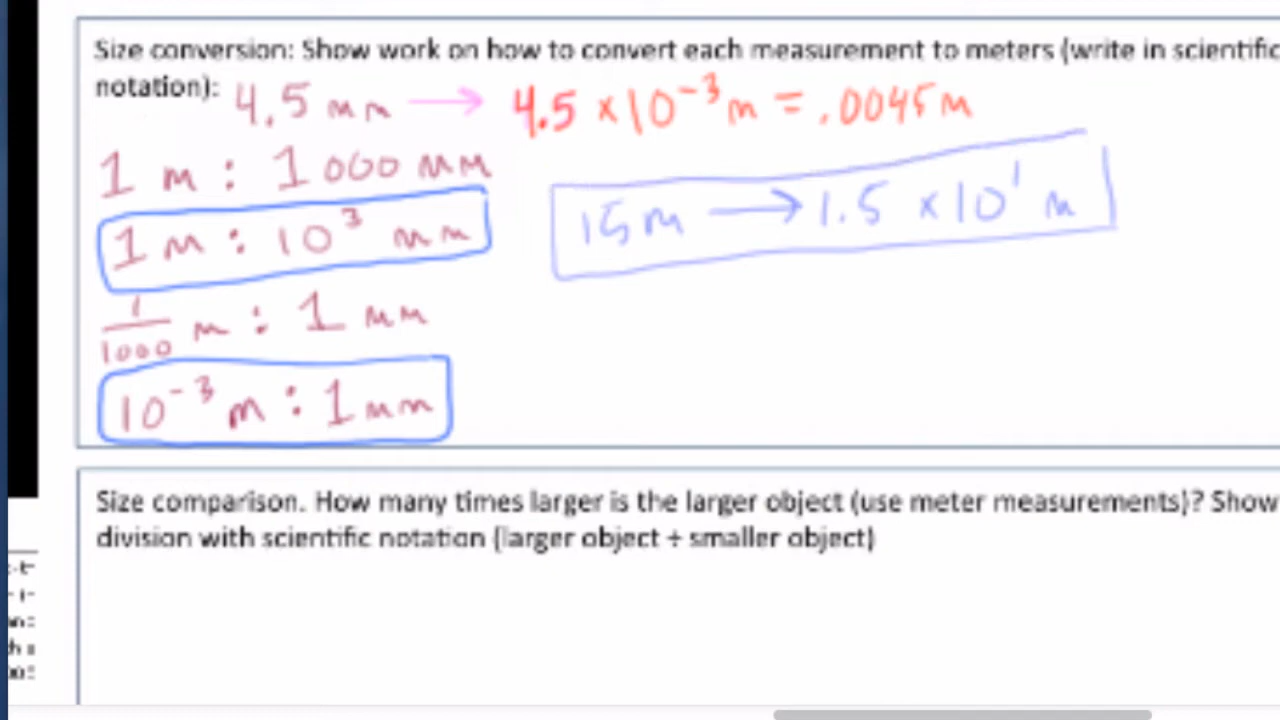 Size conversion: Show work on how to convert each measurement to meters (write in scientific
notation): 4.5 mm → 4.5 ×10⁻³ m = .0045 m
1 m : 1000 mm
1 m : 10³ mm
15 m → 1.5 ×10¹ m
1/1000 m : 1 mm
10⁻³ m : 1 mm
Size comparison. How many times larger is the larger object (use meter measurements)? Show
division with scientific notation (larger object ÷ smaller object)